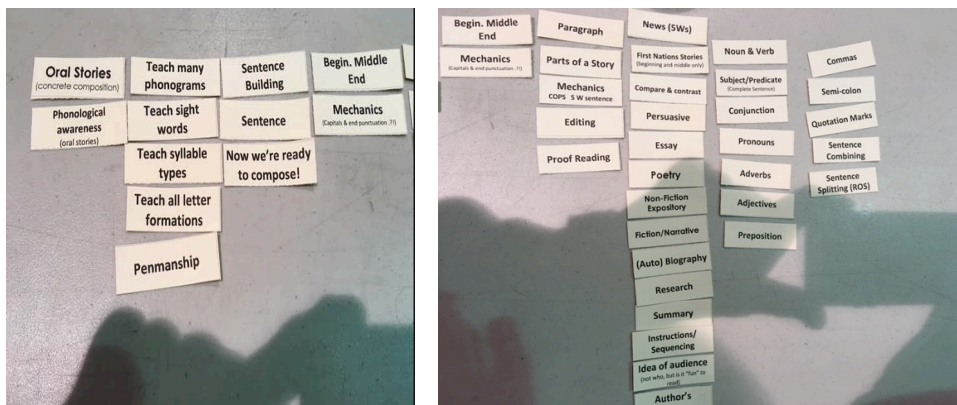 Oral Stories
(concrete composition)
Phonological
awareness
(oral stories)
Teach many
phonograms
Teach sight
words
Teach syllable
types
Teach all letter
formations
Penmanship
Sentence
Building
Sentence
Now we're ready
to compose!
Begin. Middle
End
Mechanics
(Capitals & end punctuation .?!)
Begin. Middle
End
Mechanics
(Capitals & end punctuation .?!)
Paragraph
Parts of a Story
Mechanics
COPS 5 W sentence
Editing
Proof Reading
News (5Ws)
First Nations Stories
(beginning and middle only)
Compare & contrast
Persuasive
Essay
Poetry
Non-Fiction
Expository
Fiction/Narrative
(Auto) Biography
Research
Summary
Instructions/
Sequencing
Idea of audience
(not who, but is it "fun" to
read)
Author's
Noun & Verb
Subject/Predicate
(Complete Sentence)
Conjunction
Pronouns
Adverbs
Adjectives
Preposition
Commas
Semi-colon
Quotation Marks
Sentence
Combining
Sentence
Splitting (ROS)